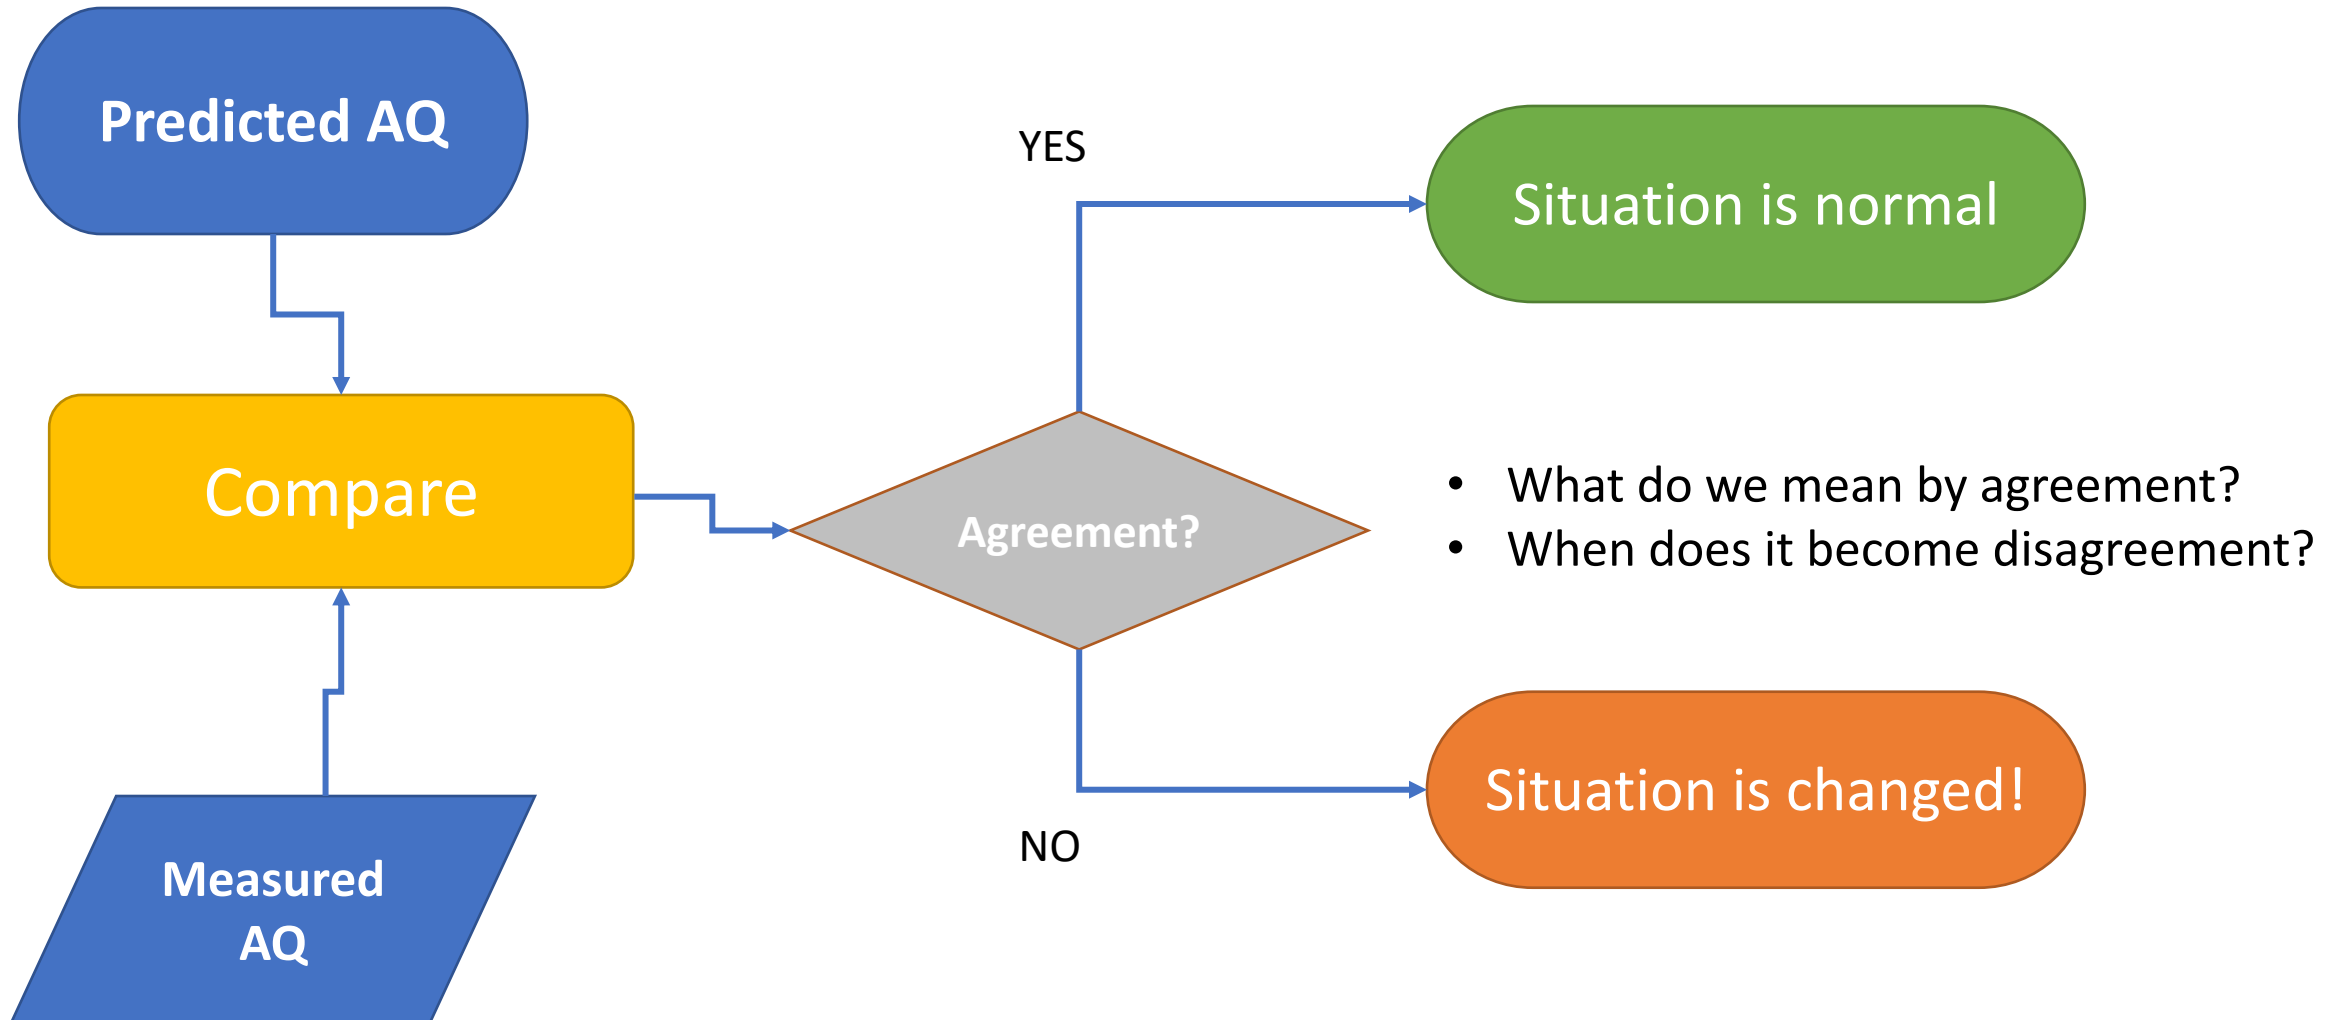 Predicted AQ
YES
Situation is normal
Compare
Agreement?
• What do we mean by agreement?
• When does it become disagreement?
Situation is changed!
NO
Measured
AQ